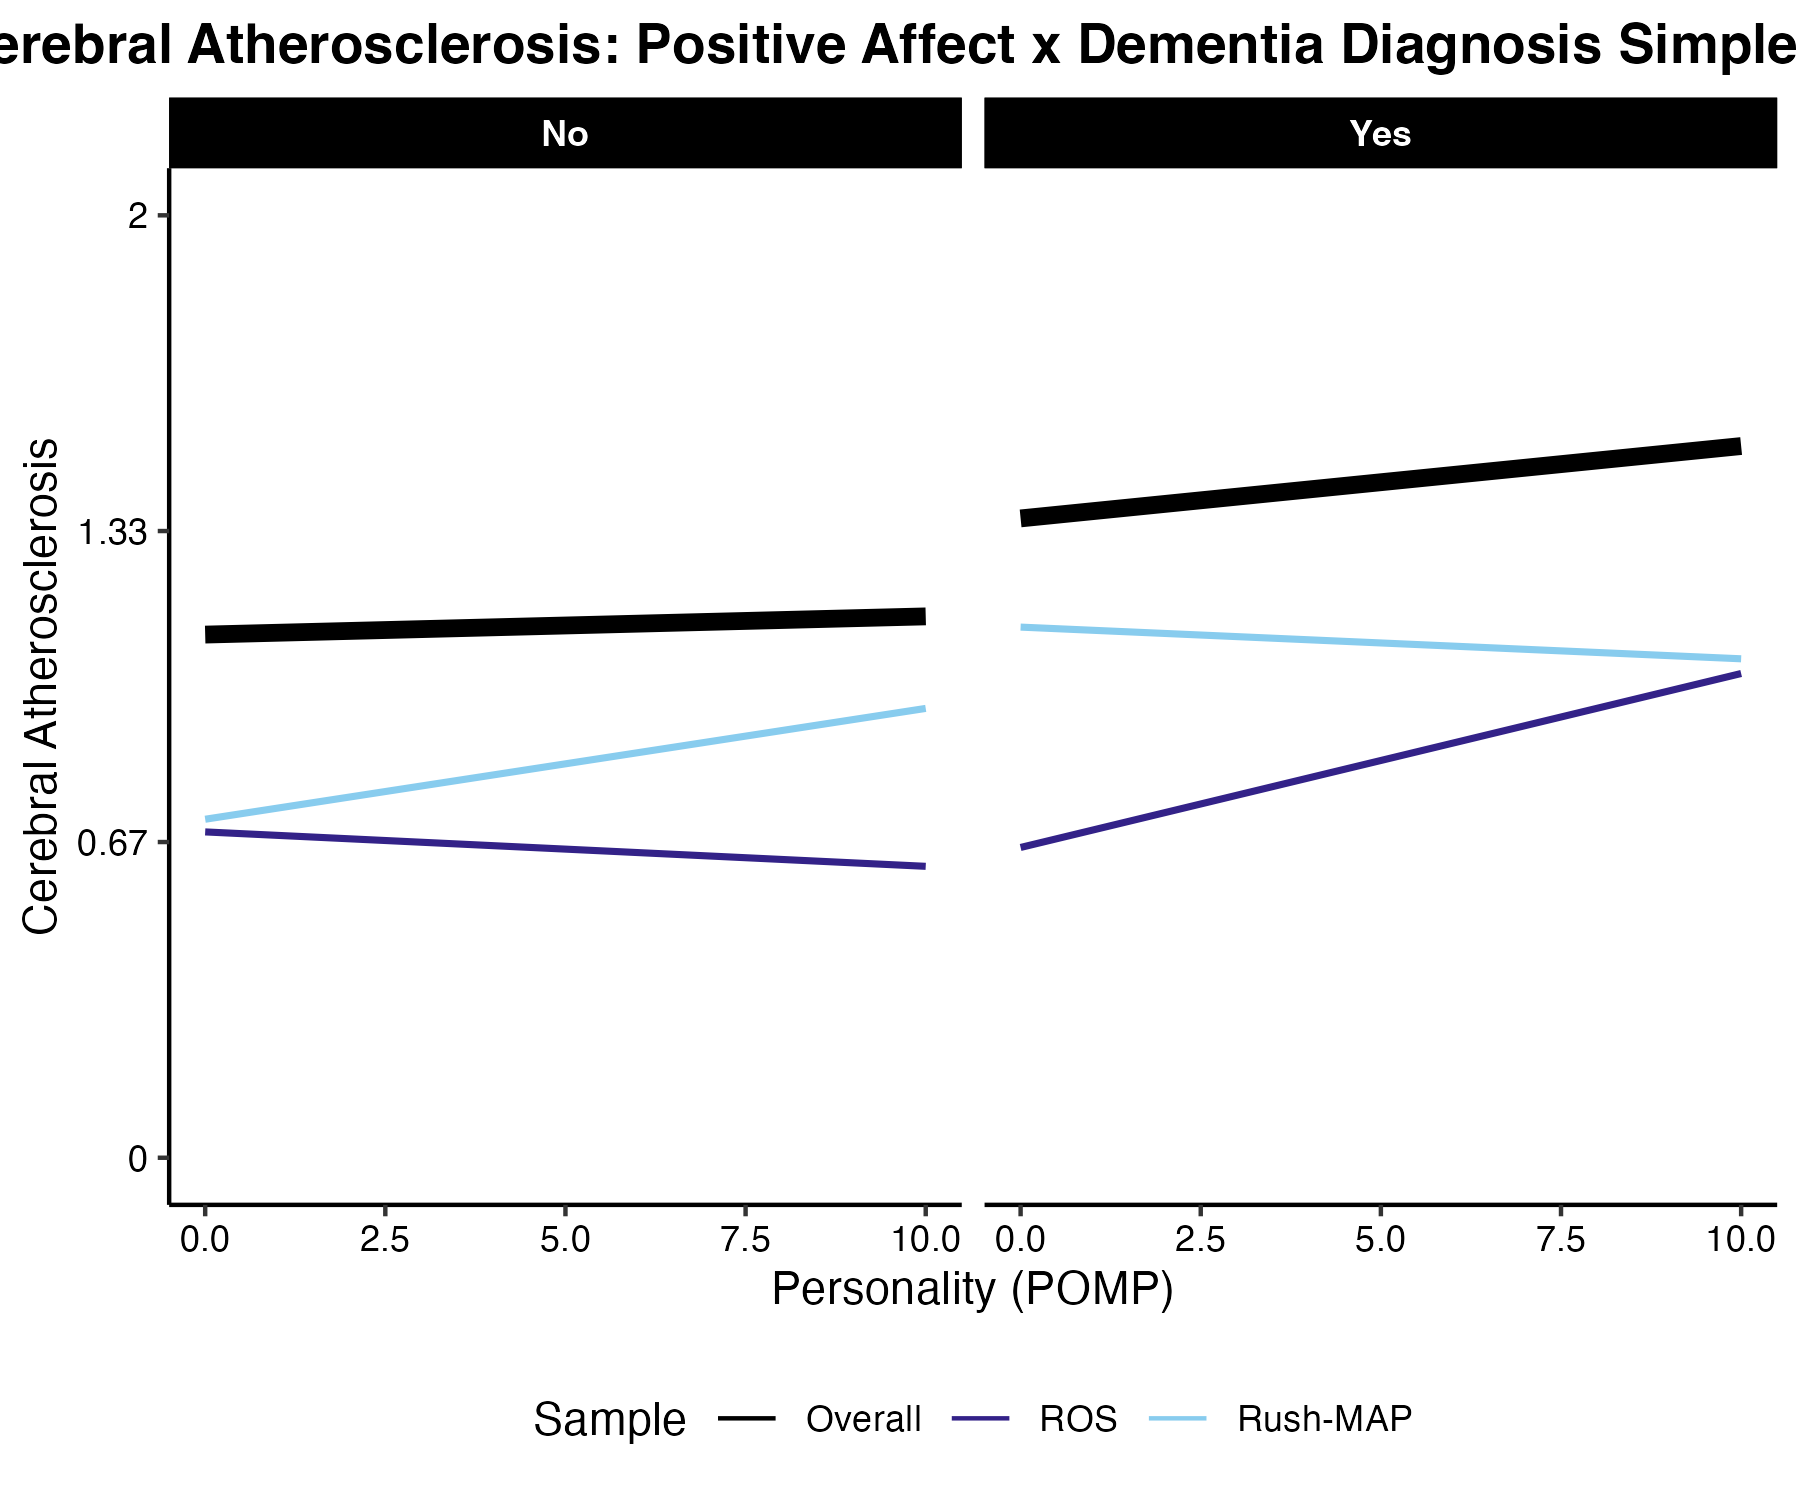 erebral Atherosclerosis: Positive Affect x Dementia Diagnosis Simple
No Yes
2
1.33
0.67
0
Cerebral Atherosclerosis
0.0 2.5 5.0 7.5 10.0 0.0 2.5 5.0 7.5 10.0
Personality (POMP)
Sample Overall ROS Rush-MAP